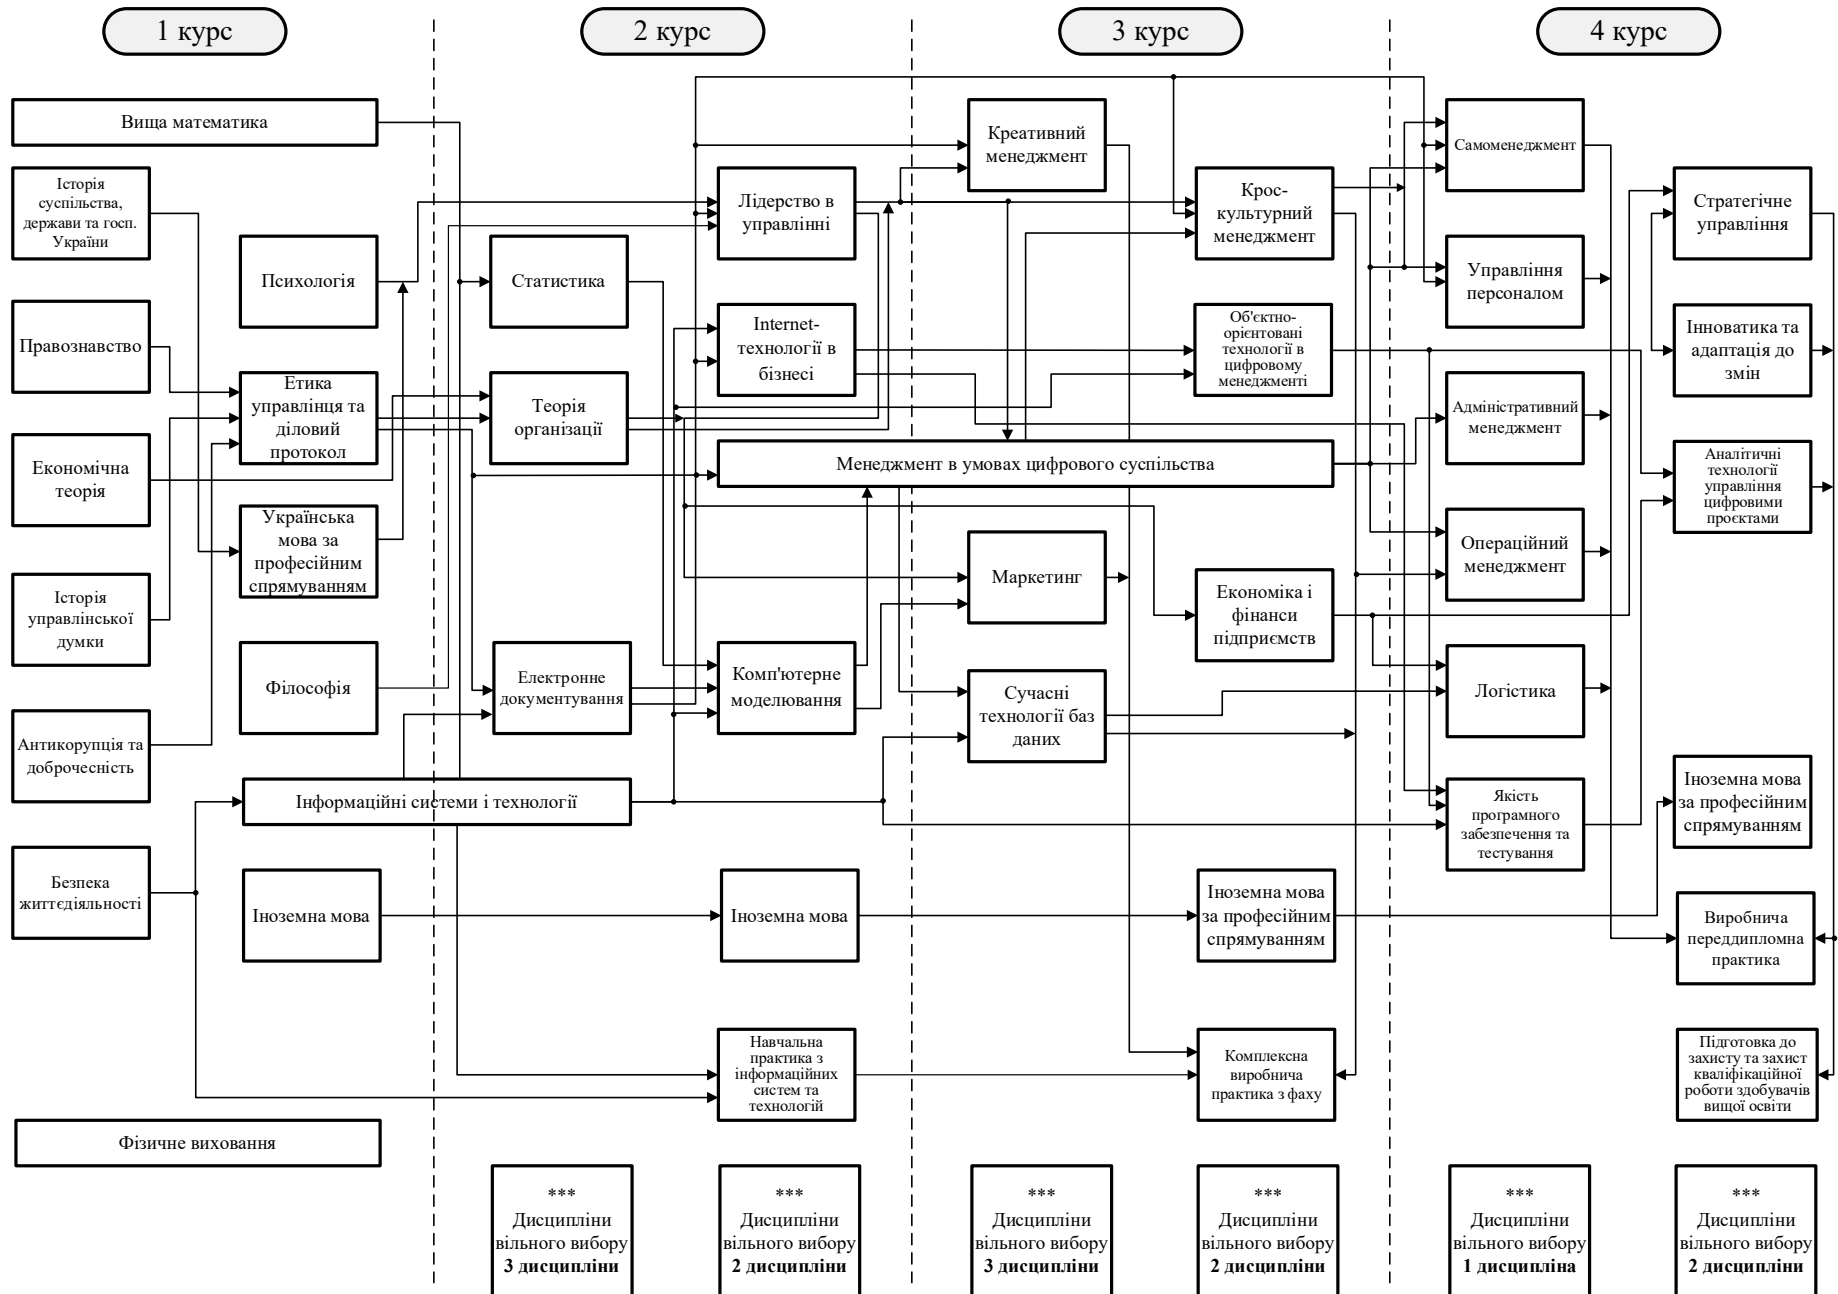 1 курс
2 курс
3 курс
4 курс
Вища математика
Історія
суспільства,
держави та госп.
України
Правознавство
Економічна
теорія
Історія
управлінської
думки
Антикорупція та
доброчесність
Безпека
життєдіяльності
Фізичне виховання
Психологія
Етика
управлінця та
діловий
протокол
Українська
мова за
професійним
спрямуванням
Філософія
Інформаційні системи і технології
Іноземна мова
Статистика
Теорія
організації
Електронне
документування
***
Дисципліни
вільного вибору
3 дисципліни
Лідерство в
управлінні
Internet-
технології в
бізнесі
Менеджмент в умовах цифрового суспільства
Комп'ютерне
моделювання
Іноземна мова
Навчальна
практика з
інформаційних
систем та
технологій
***
Дисципліни
вільного вибору
2 дисципліни
Креативний
менеджмент
Маркетинг
Сучасні
технології баз
даних
***
Дисципліни
вільного вибору
3 дисципліни
Крос-
культурний
менеджмент
Об'єктно-
орієнтовані
технології в
цифровому
менеджменті
Економіка і
фінанси
підприємств
Іноземна мова
за професійним
спрямуванням
Комплексна
виробнича
практика з фаху
***
Дисципліни
вільного вибору
2 дисципліни
Самоменеджмент
Управління
персоналом
Адміністративний
менеджмент
Операційний
менеджмент
Логістика
Якість
програмного
забезпечення та
тестування
***
Дисципліни
вільного вибору
1 дисципліна
Стратегічне
управління
Інноватика та
адаптація до
змін
Аналітичні
технології
управління
цифровими
проєктами
Іноземна мова
за професійним
спрямуванням
Виробнича
переддипломна
практика
Підготовка до
захисту та захист
кваліфікаційної
роботи здобувачів
вищої освіти
***
Дисципліни
вільного вибору
2 дисципліни